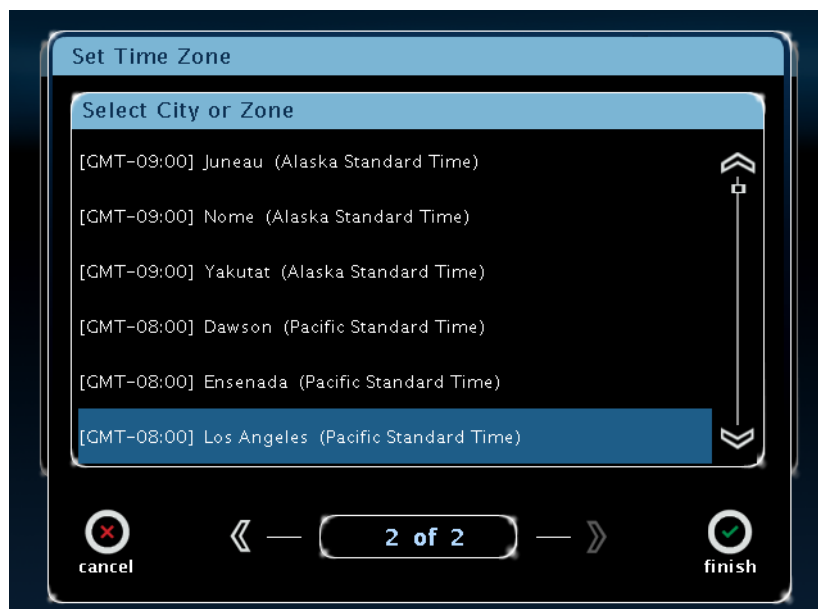 Set Time Zone
Select City or Zone
[GMT-09:00] Juneau (Alaska Standard Time)
[GMT-09:00] Nome (Alaska Standard Time)
[GMT-09:00] Yakutat (Alaska Standard Time)
[GMT-08:00] Dawson (Pacific Standard Time)
[GMT-08:00] Ensenada (Pacific Standard Time)
[GMT-08:00] Los Angeles (Pacific Standard Time)
2 of 2
cancel
finish